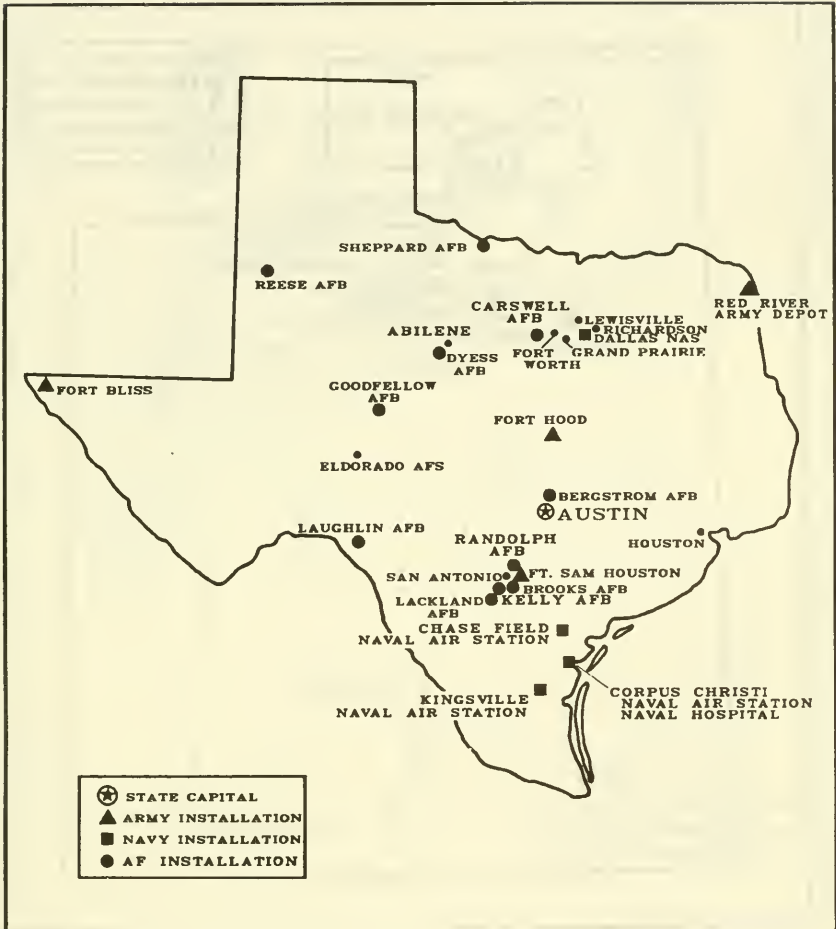 SHEPPARD AFB
REESE AFB
RED RIVER
ARMY DEPOT
CARSWELL
AFB
LEWISVILLE
RICHARDSON
DALLAS NAS
ABILENE
DYESS
AFB
FORT
WORTH
GRAND PRAIRIE
FORT BLISS
GOODFELLOW
AFB
FORT HOOD
ELDORADO AFS
BERGSTROM AFB
AUSTIN
LAUGHLIN AFB
HOUSTON
RANDOLPH
AFB
SAN ANTONIO
FT. SAM HOUSTON
BROOKS AFB
LACKLAND
AFB
KELLY AFB
CHASE FIELD
NAVAL AIR STATION
KINGSVILLE
NAVAL AIR STATION
CORPUS CHRISTI
NAVAL AIR STATION
NAVAL HOSPITAL
STATE CAPITAL
ARMY INSTALLATION
NAVY INSTALLATION
AF INSTALLATION